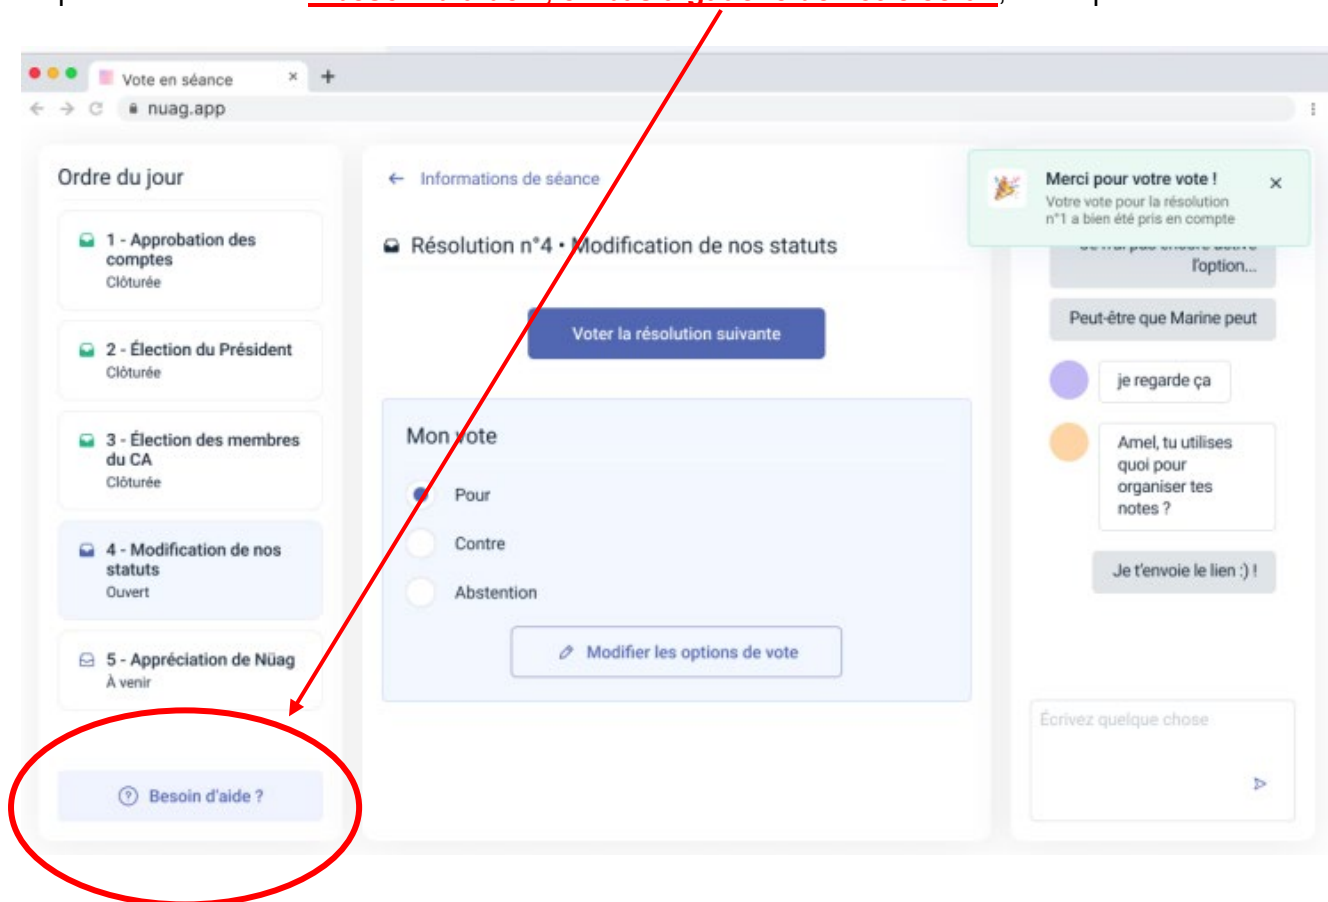 Vote en séance
nuag.app
Ordre du jour
1 - Approbation des
comptes
Clôturée
2 - Élection du Président
Clôturée
3 - Élection des membres
du CA
Clôturée
4 - Modification de nos
statuts
Ouvert
5 - Appréciation de Nüag
À venir
Besoin d'aide ?
Informations de séance
Résolution n°4 • Modification de nos statuts
Voter la résolution suivante
Mon vote
Pour
Contre
Abstention
Modifier les options de vote
Merci pour votre vote !
Votre vote pour la résolution
n°1 a bien été pris en compte
l'option...
Peut-être que Marine peut
je regarde ça
Amel, tu utilises
quoi pour
organiser tes
notes ?
Je t'envoie le lien :) !
Écrivez quelque chose